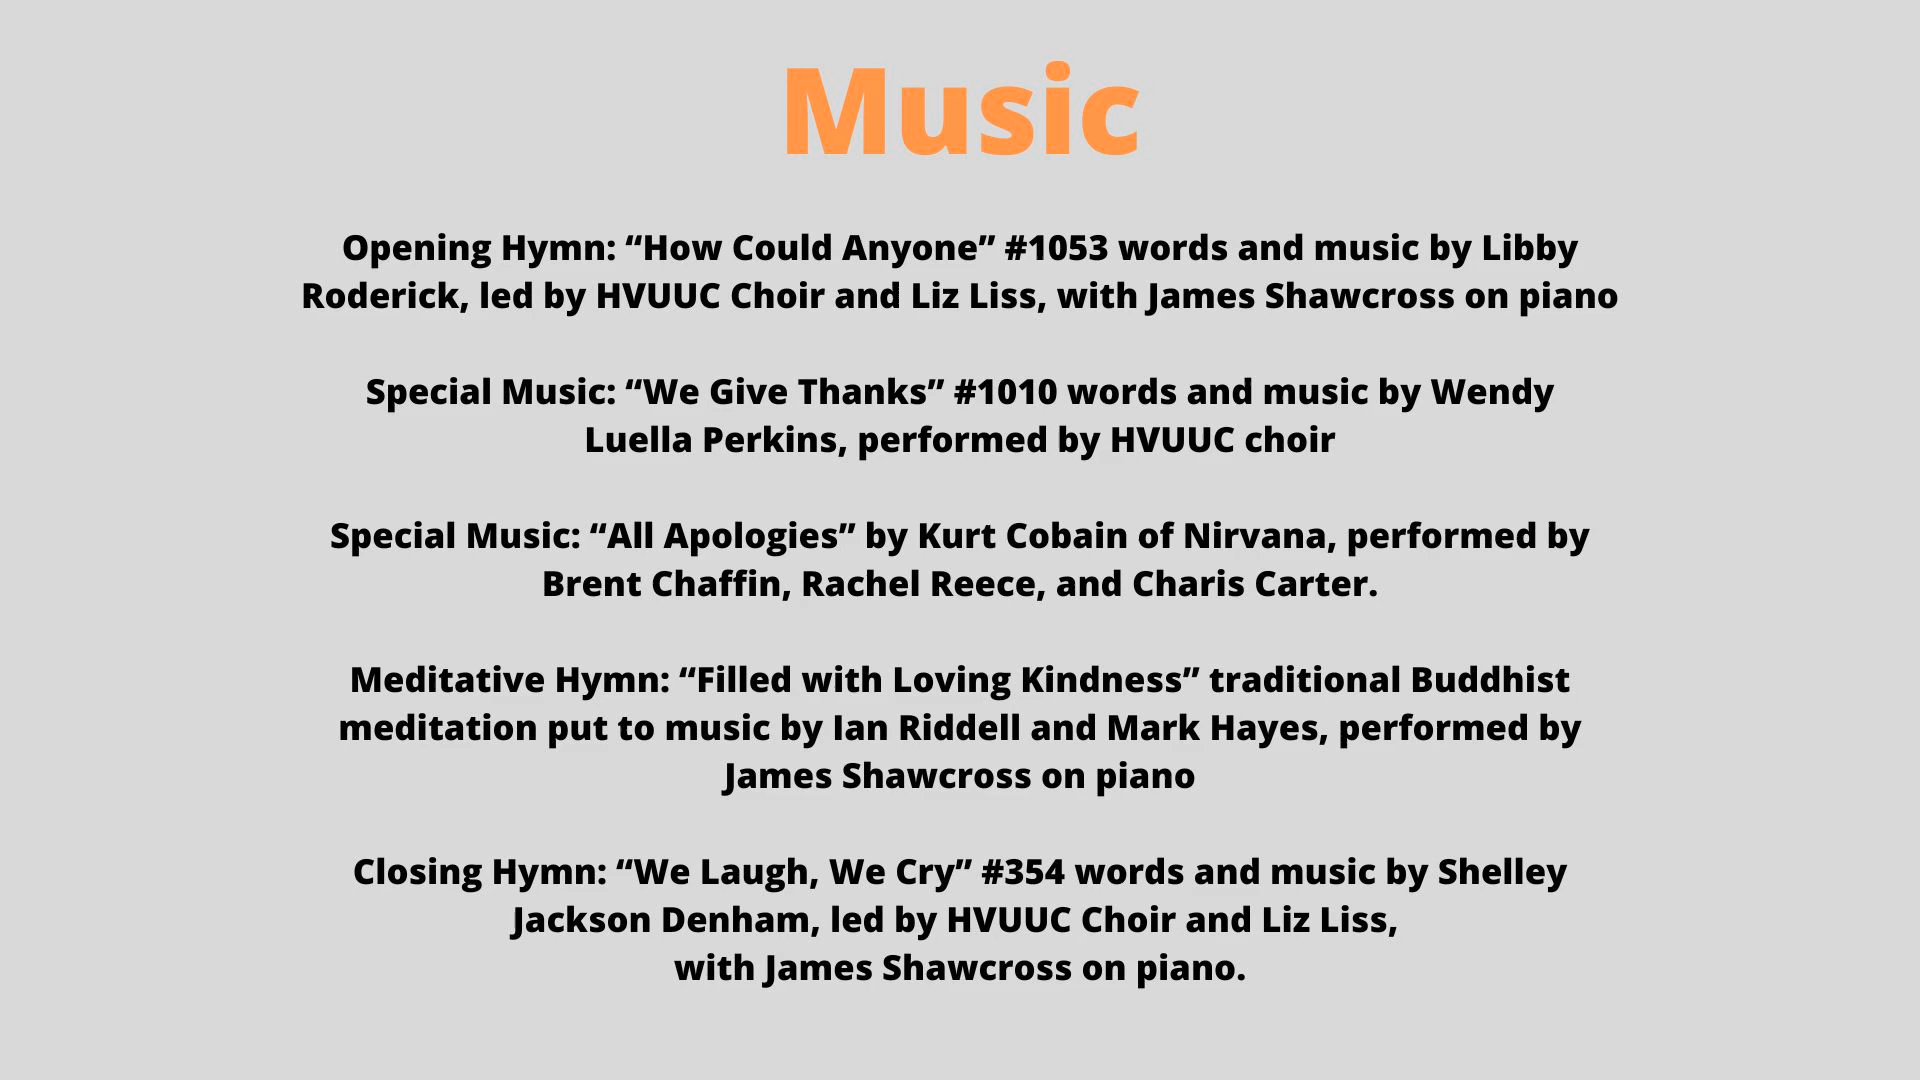 Music
Opening Hymn: “How Could Anyone” #1053 words and music by Libby
Roderick, led by HVUUC Choir and Liz Liss, with James Shawcross on piano
Special Music: “We Give Thanks” #1010 words and music by Wendy
Luella Perkins, performed by HVUUC choir
Special Music: “All Apologies” by Kurt Cobain of Nirvana, performed by
Brent Chaffin, Rachel Reece, and Charis Carter.
Meditative Hymn: “Filled with Loving Kindness” traditional Buddhist
meditation put to music by Ian Riddell and Mark Hayes, performed by
James Shawcross on piano
Closing Hymn: “We Laugh, We Cry” #354 words and music by Shelley
Jackson Denham, led by HVUUC Choir and Liz Liss,
with James Shawcross on piano.